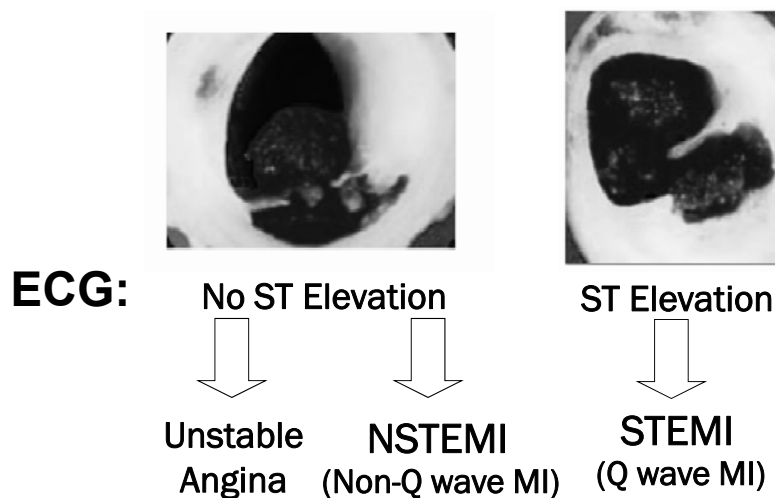 ECG: No ST Elevation ST Elevation
Unstable Angina
NSTEMI
(Non-Q wave MI)
STEMI
(Q wave MI)